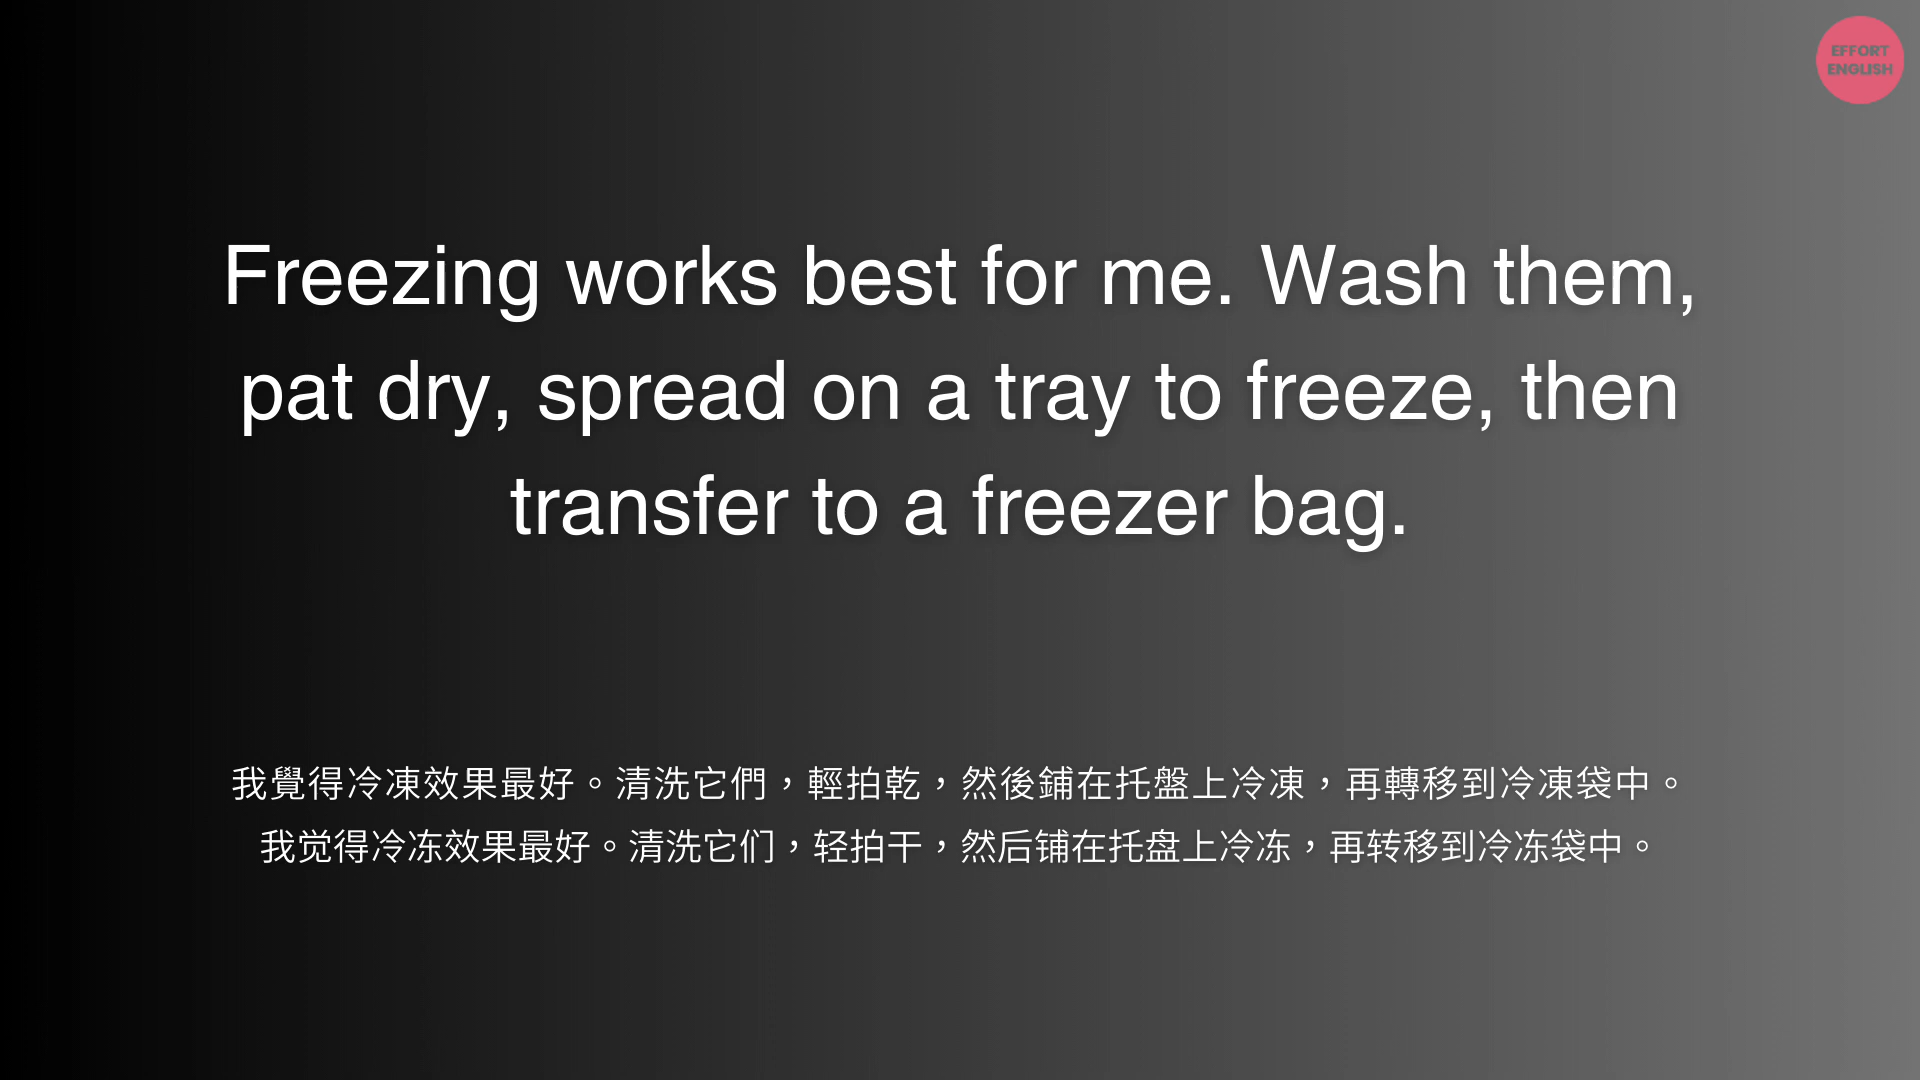 EFFORT
ENGLISH
Freezing works best for me. Wash them,
pat dry, spread on a tray to freeze, then
transfer to a freezer bag.
我覺得冷凍效果最好。清洗它們，輕拍乾，然後鋪在托盤上冷凍，再轉移到冷凍袋中。
我觉得冷冻效果最好。清洗它们，轻拍干，然后铺在托盘上冷冻，再转移到冷冻袋中。